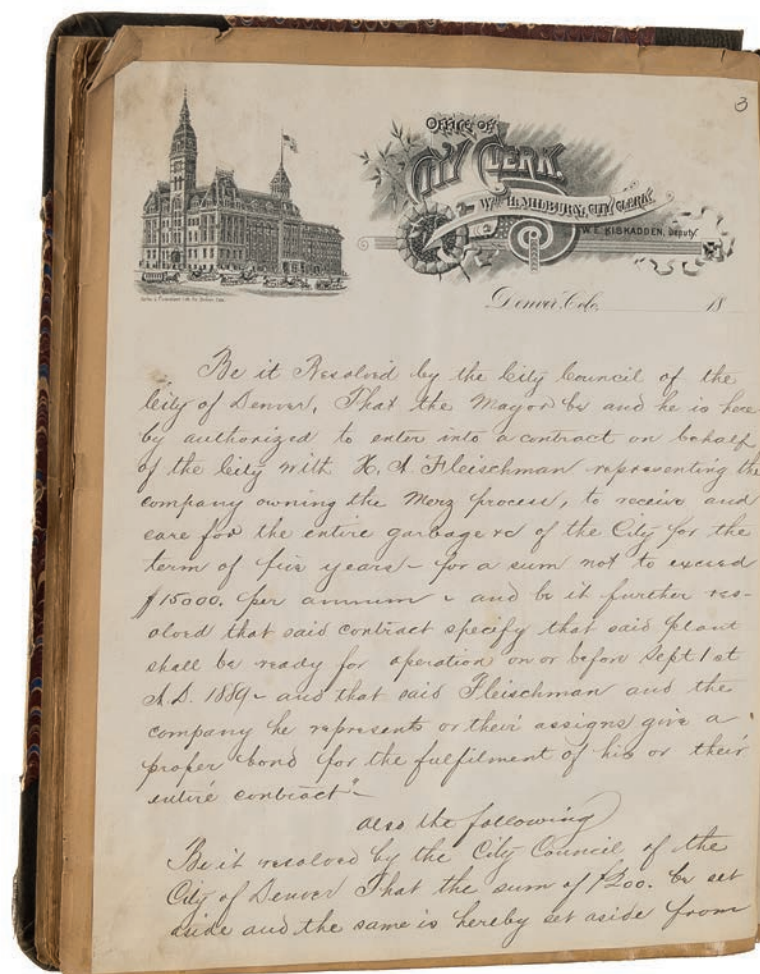 3
OFFICE OF
CITY CLERK.
Wm. H. MILBURN, CITY CLERK.
W. E. KISKADDEN, Deputy.
Denver, Colo, 18
Be it Resolved by the City Council of the
City of Denver, That the Mayor be and he is here
by authorized to enter into a contract on behalf
of the City with H. A. Fleischman representing the
company owning the Merz process, to receive and
care for the entire garbage &c of the City for the
term of five years - for a sum not to exceed
$15000. per annum - and be it further res-
olved that said contract specify that said plant
shall be ready for operation on or before Sept 1st
A.D. 1889 - and that said Fleischman and the
company he represents or their assigns give a
proper bond for the fulfilment of his or their
entire contract" -
also the following
Be it resolved by the City Council of the
City of Denver That the sum of $200. be set
aside and the same is hereby set aside from